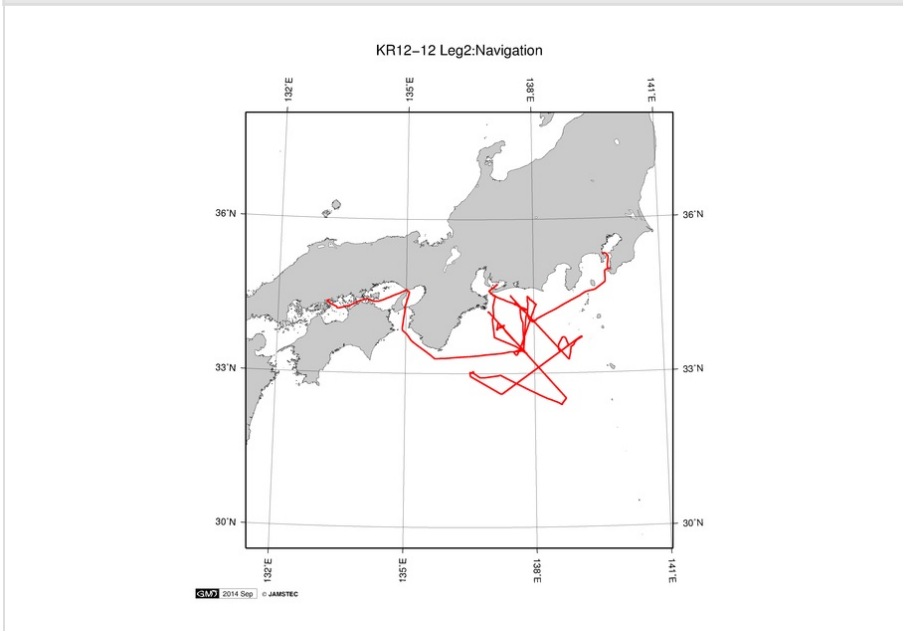 KR12−12 Leg2:Navigation
132˚E
135˚E
138˚E
141˚E
36˚N
36˚N
33˚N
33˚N
30˚N
30˚N
132˚E
135˚E
138˚E
141˚E
GMD 2014 Sep © JAMSTEC